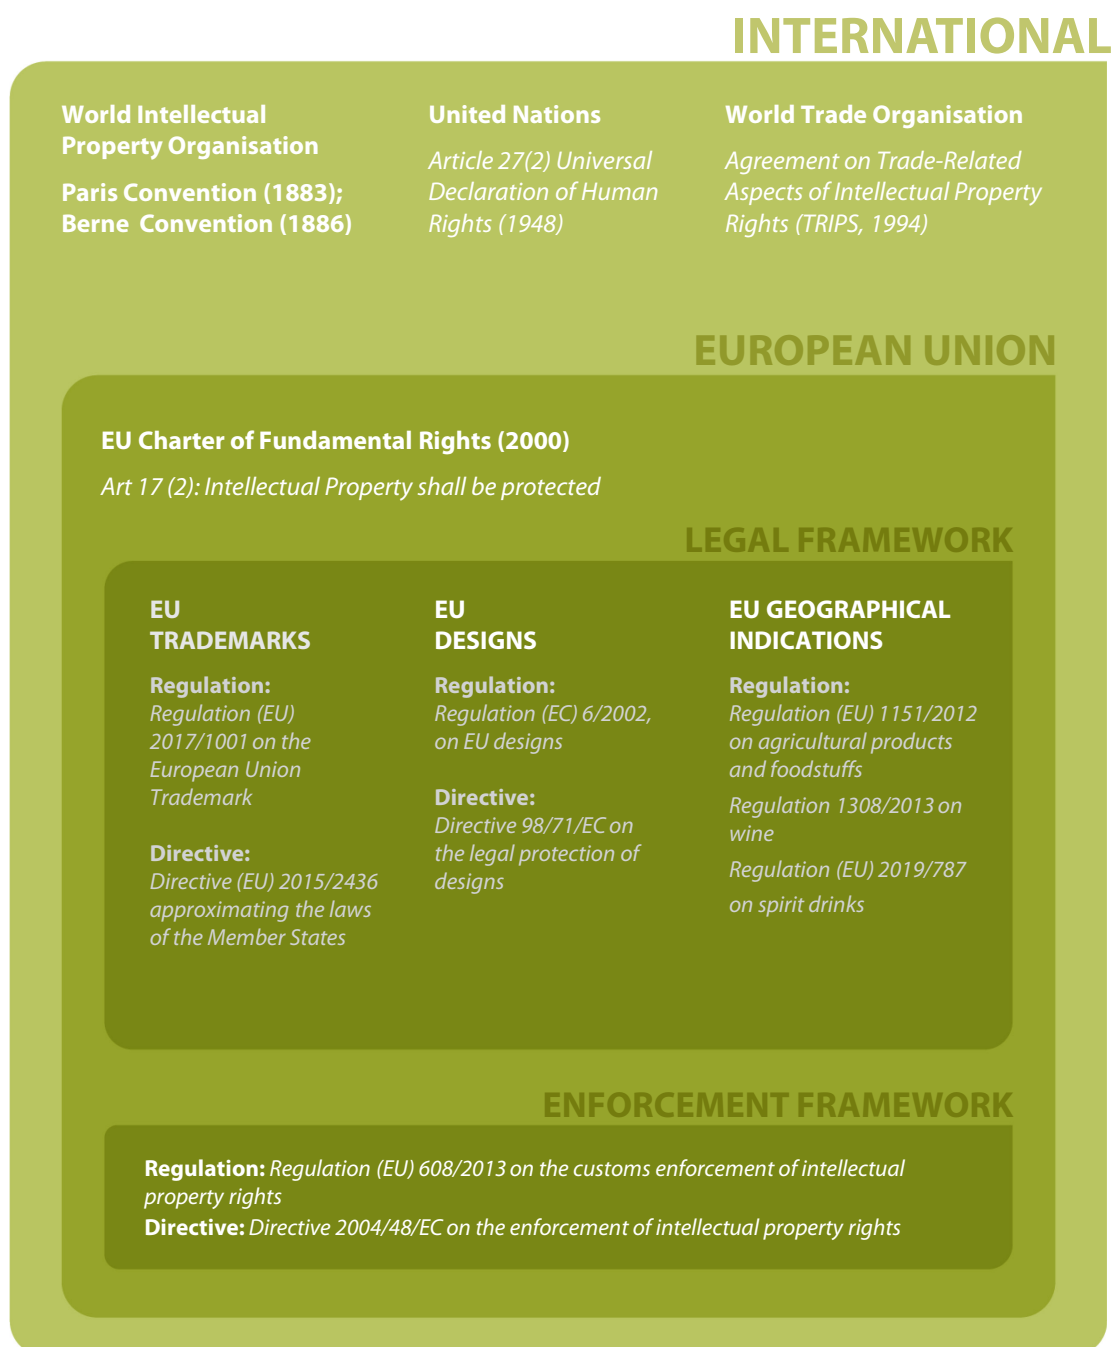 INTERNATIONAL
World Intellectual
Property Organisation
Paris Convention (1883);
Berne Convention (1886)
United Nations
Article 27(2) Universal
Declaration of Human
Rights (1948)
World Trade Organisation
Agreement on Trade-Related
Aspects of Intellectual Property
Rights (TRIPS, 1994)
EUROPEAN UNION
EU Charter of Fundamental Rights (2000)
Art 17 (2): Intellectual Property shall be protected
LEGAL FRAMEWORK
EU
TRADEMARKS
Regulation:
Regulation (EU)
2017/1001 on the
European Union
Trademark
Directive:
Directive (EU) 2015/2436
approximating the laws
of the Member States
EU
DESIGNS
Regulation:
Regulation (EC) 6/2002,
on EU designs
Directive:
Directive 98/71/EC on
the legal protection of
designs
EU GEOGRAPHICAL
INDICATIONS
Regulation:
Regulation (EU) 1151/2012
on agricultural products
and foodstuffs
Regulation 1308/2013 on
wine
Regulation (EU) 2019/787
on spirit drinks
ENFORCEMENT FRAMEWORK
Regulation: Regulation (EU) 608/2013 on the customs enforcement of intellectual
property rights
Directive: Directive 2004/48/EC on the enforcement of intellectual property rights